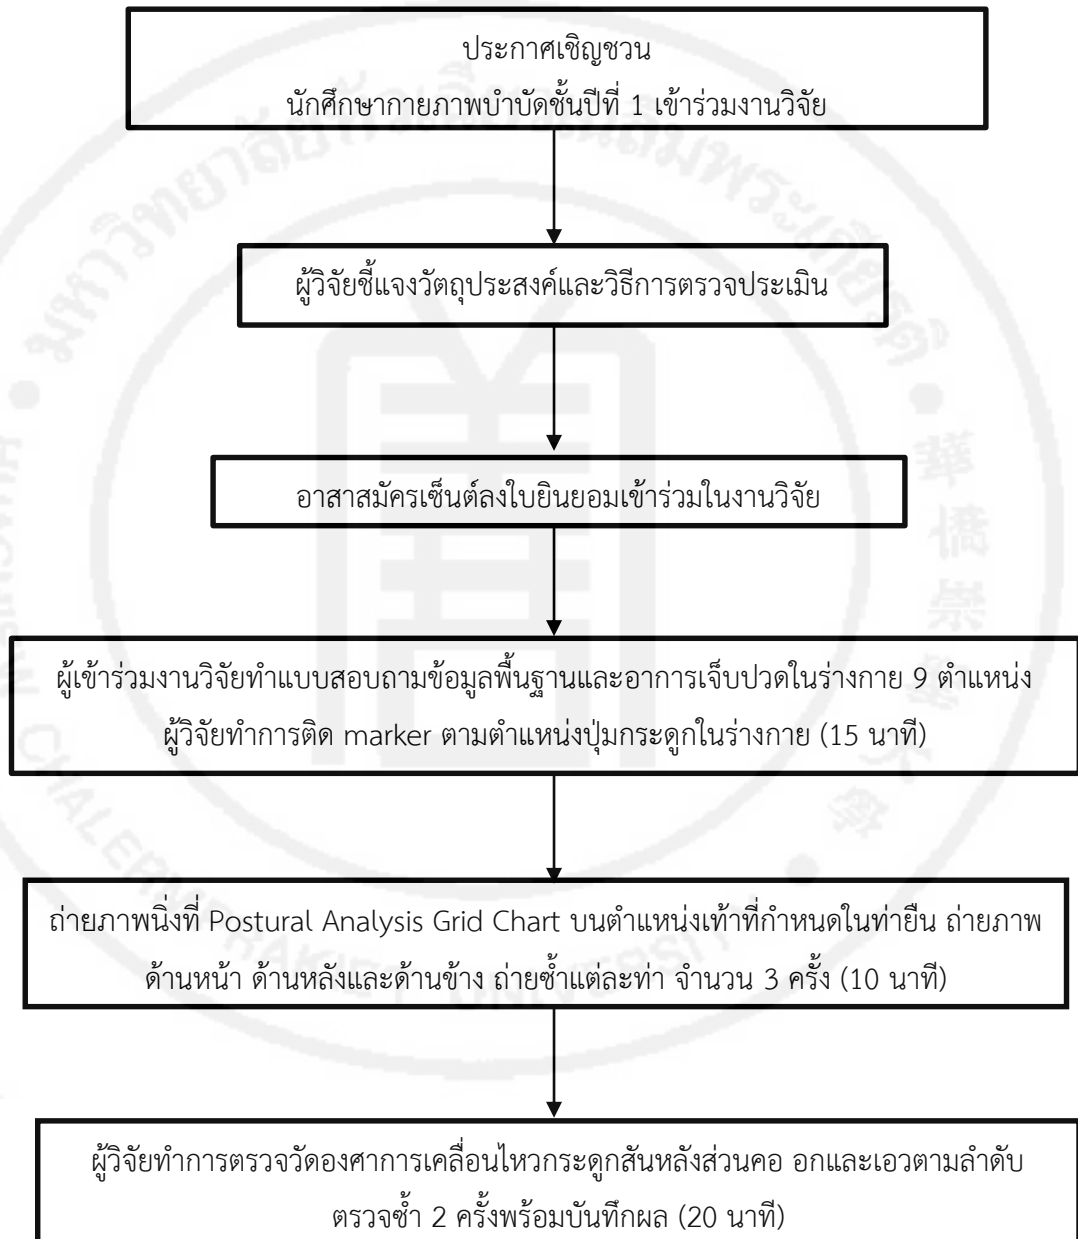 ประกาศเชิญชวน
นักศึกษากายภาพบำบัดชั้นปีที่ 1 เข้าร่วมงานวิจัย
ผู้วิจัยชี้แจงวัตถุประสงค์และวิธีการตรวจประเมิน
อาสาสมัครเซ็นต์ลงใบยินยอมเข้าร่วมในงานวิจัย
ผู้เข้าร่วมงานวิจัยทำแบบสอบถามข้อมูลพื้นฐานและอาการเจ็บปวดในร่างกาย 9 ตำแหน่ง
ผู้วิจัยทำการติด marker ตามตำแหน่งปุ่มกระดูกในร่างกาย (15 นาที)
ถ่ายภาพนิ่งที่ Postural Analysis Grid Chart บนตำแหน่งเท้าที่กำหนดในท่ายืน ถ่ายภาพ
ด้านหน้า ด้านหลังและด้านข้าง ถ่ายซ้ำแต่ละท่า จำนวน 3 ครั้ง (10 นาที)
ผู้วิจัยทำการตรวจวัดองศาการเคลื่อนไหวกระดูกสันหลังส่วนคอ อกและเอวตามลำดับ
ตรวจซ้ำ 2 ครั้งพร้อมบันทึกผล (20 นาที)